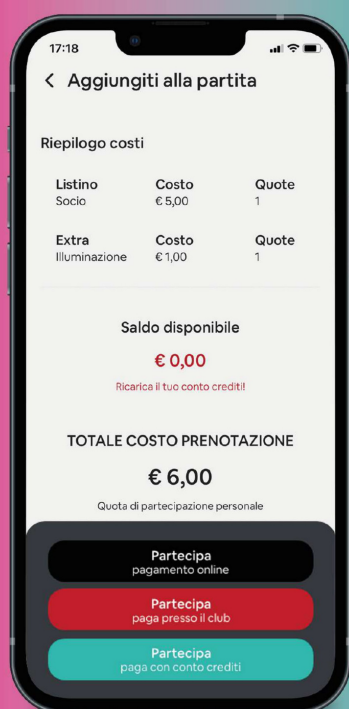 17:18
Aggiungiti alla partita
Riepilogo costi
Listino Costo Quote
Socio € 5,00 1
Extra Costo Quote
Illuminazione € 1,00 1
Saldo disponibile
€ 0,00
Ricarica il tuo conto crediti!
TOTALE COSTO PRENOTAZIONE
€ 6,00
Quota di partecipazione personale
Partecipa
pagamento online
Partecipa
paga presso il club
Partecipa
paga con conto crediti